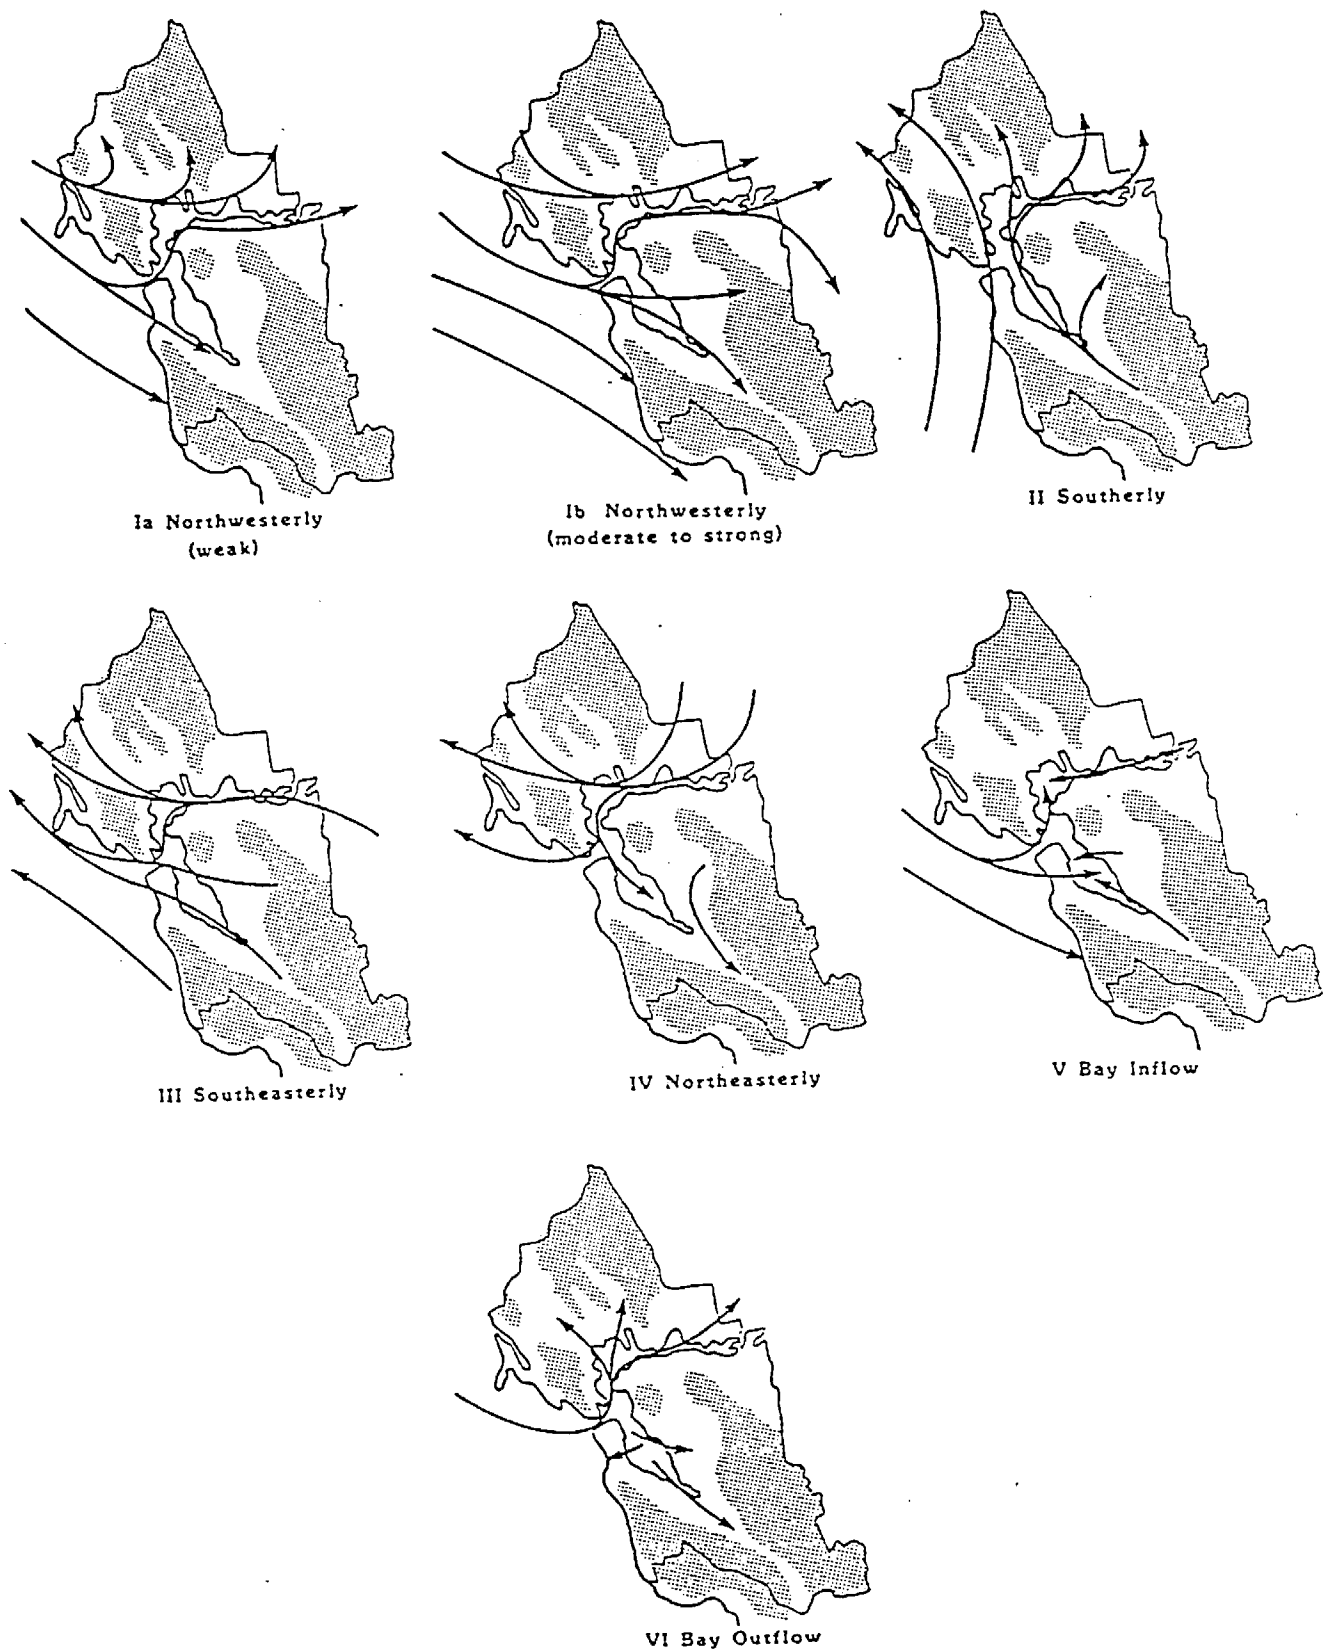 Ia Northwesterly
(weak)
Ib Northwesterly
(moderate to strong)
II Southerly
III Southeasterly
IV Northeasterly
V Bay Inflow
VI Bay Outflow